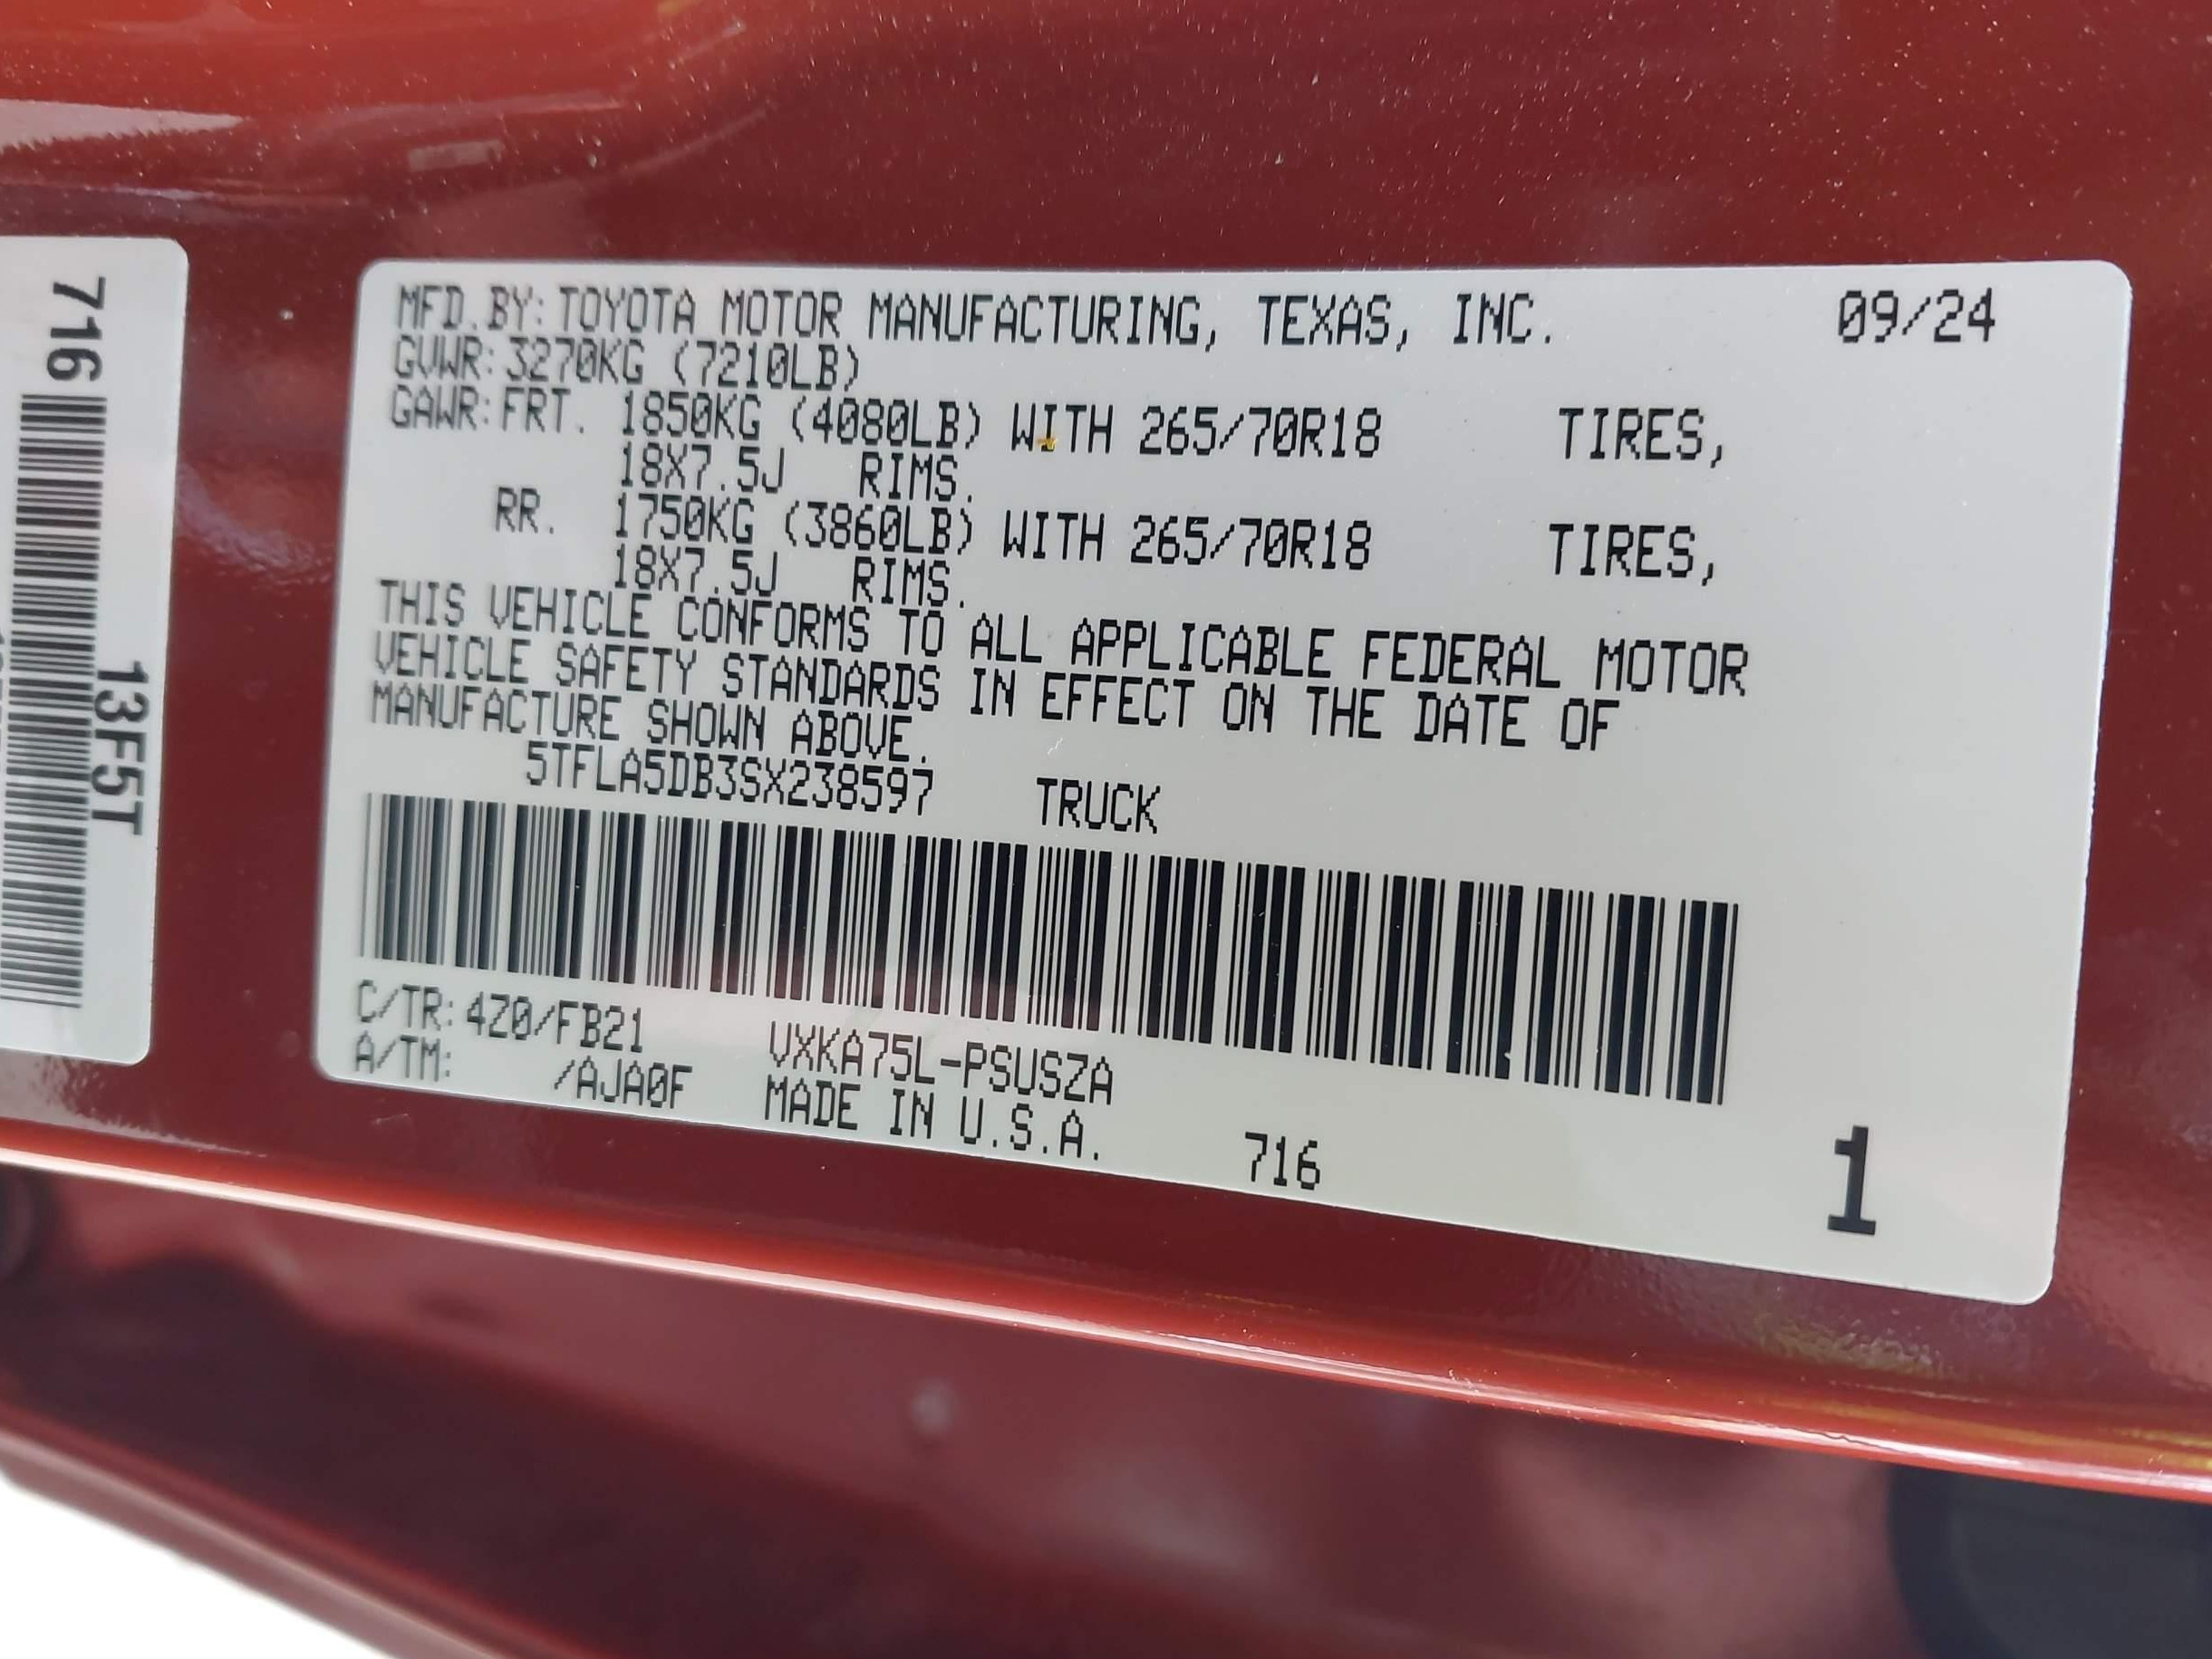 716
13F5T
MFD.BY:TOYOTA MOTOR MANUFACTURING, TEXAS, INC. 09/24
GVWR:3270KG (7210LB)
GAWR:FRT. 1850KG (4080LB) WITH 265/70R18 TIRES,
18X7.5J RIMS.
RR. 1750KG (3860LB) WITH 265/70R18 TIRES,
18X7.5J RIMS.
THIS VEHICLE CONFORMS TO ALL APPLICABLE FEDERAL MOTOR
VEHICLE SAFETY STANDARDS IN EFFECT ON THE DATE OF
MANUFACTURE SHOWN ABOVE.
5TFLA5DB3SX238597 TRUCK
C/TR:4Z0/FB21 VXKA75L-PSUSZA
A/TM: /AJA0F MADE IN U.S.A. 716 1